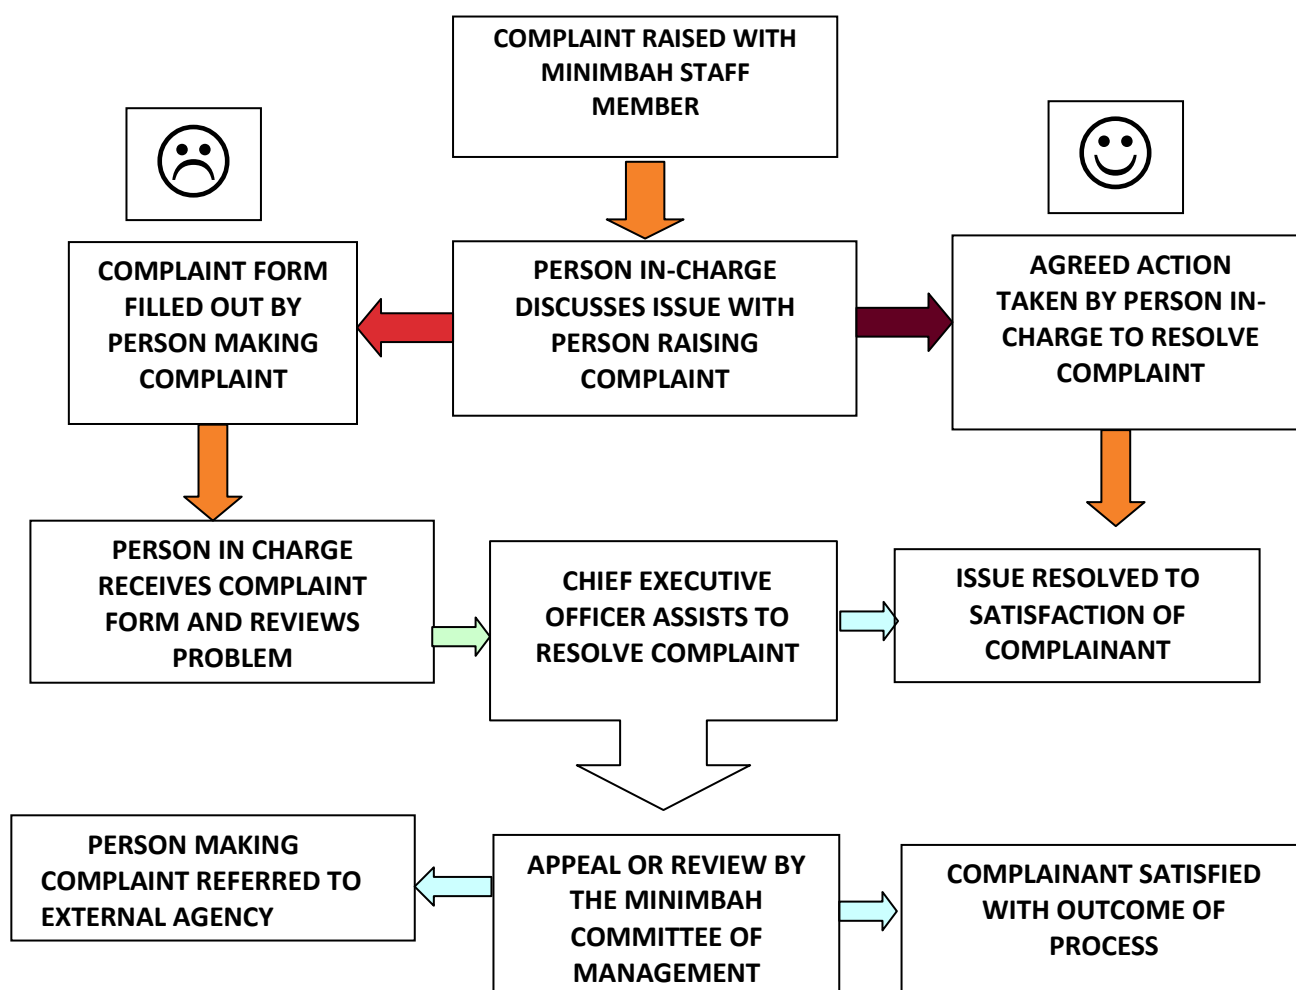 COMPLAINT RAISED WITH
MINIMBAH STAFF
MEMBER
COMPLAINT FORM
FILLED OUT BY
PERSON MAKING
COMPLAINT
PERSON IN-CHARGE
DISCUSSES ISSUE WITH
PERSON RAISING
COMPLAINT
AGREED ACTION
TAKEN BY PERSON IN-
CHARGE TO RESOLVE
COMPLAINT
PERSON IN CHARGE
RECEIVES COMPLAINT
FORM AND REVIEWS
PROBLEM
CHIEF EXECUTIVE
OFFICER ASSISTS TO
RESOLVE COMPLAINT
ISSUE RESOLVED TO
SATISFACTION OF
COMPLAINANT
PERSON MAKING
COMPLAINT REFERRED TO
EXTERNAL AGENCY
APPEAL OR REVIEW BY
THE MINIMBAH
COMMITTEE OF
MANAGEMENT
COMPLAINANT SATISFIED
WITH OUTCOME OF
PROCESS